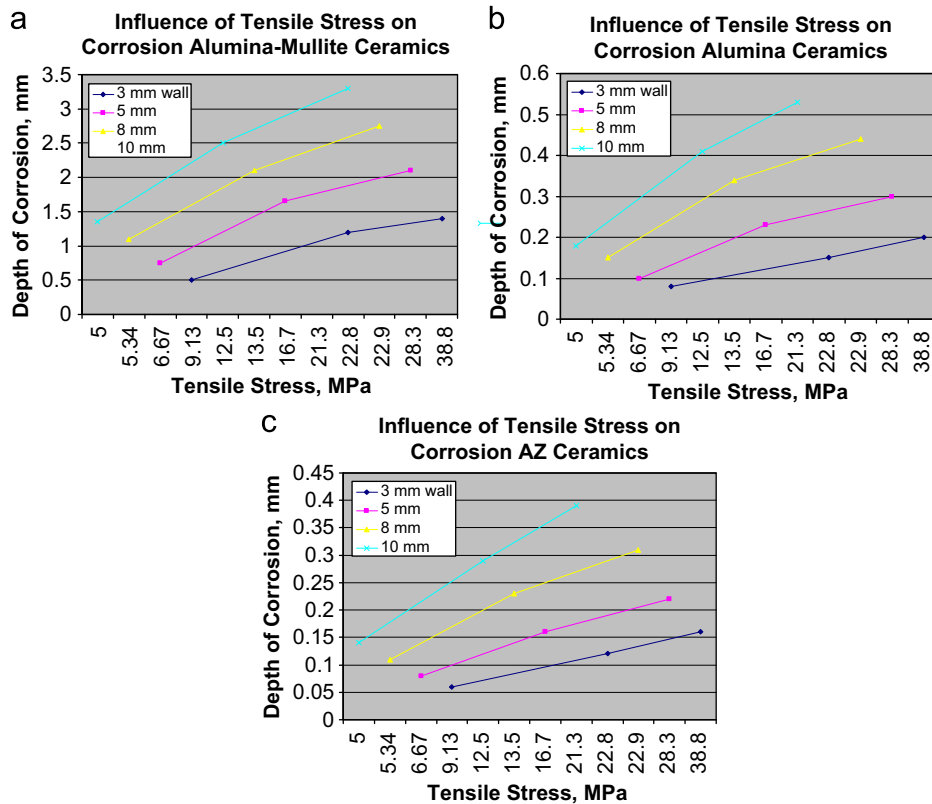 a
Influence of Tensile Stress on
Corrosion Alumina-Mullite Ceramics
Depth of Corrosion, mm
3.5
3
2.5
2
1.5
1
0.5
0
3 mm wall
5 mm
8 mm
10 mm
5
5.34
6.67
9.13
12.5
13.5
16.7
21.3
22.8
22.9
28.3
38.8
Tensile Stress, MPa
b
Influence of Tensile Stress on
Corrosion Alumina Ceramics
Depth of Corrosion, mm
0.6
0.5
0.4
0.3
0.2
0.1
0
3 mm wall
5 mm
8 mm
10 mm
5
5.34
6.67
9.13
12.5
13.5
16.7
21.3
22.8
22.9
28.3
38.8
Tensile Stress, MPa
c
Influence of Tensile Stress on
Corrosion AZ Ceramics
Depth of Corrosion, mm
0.45
0.4
0.35
0.3
0.25
0.2
0.15
0.1
0.05
0
3 mm wall
5 mm
8 mm
10 mm
5
5.34
6.67
9.13
12.5
13.5
16.7
21.3
22.8
22.9
28.3
38.8
Tensile Stress, MPa